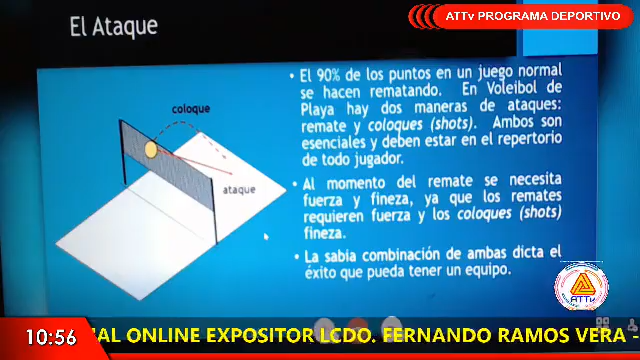 ATTv PROGRAMA DEPORTIVO
El Ataque
coloque
ataque
• El 90% de los puntos en un juego normal
se hacen rematando. En Voleibol de
Playa hay dos maneras de ataques:
remate y coloques (shots). Ambos son
esenciales y deben estar en el repertorio
de todo jugador.
• Al momento del remate se necesita
fuerza y fineza, ya que los remates
requieren fuerza y los coloques (shots)
fineza.
• La sabia combinación de ambas dicta el
éxito que pueda tener un equipo.
ATTv
10:56
ONLINE EXPOSITOR LCDO. FERNANDO RAMOS VERA -